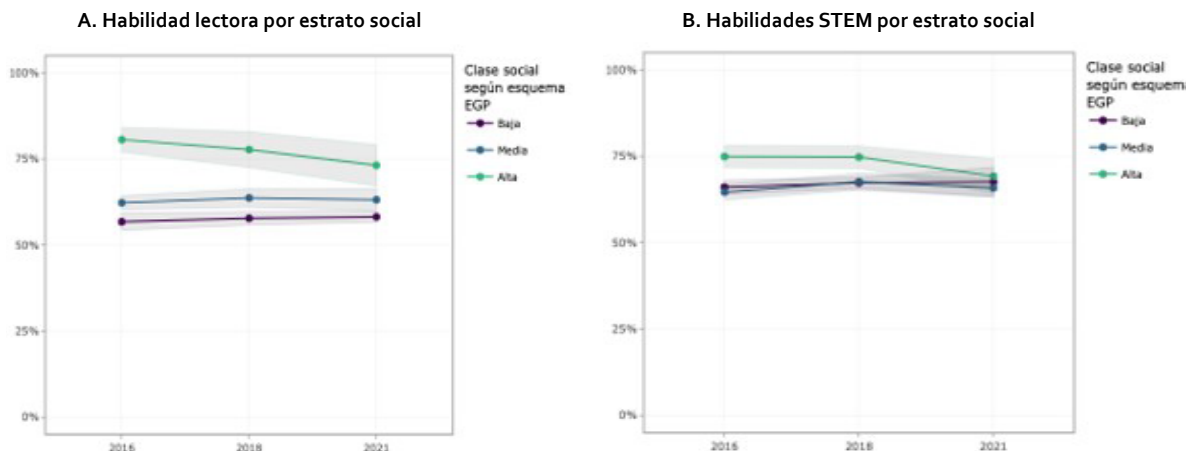 A. Habilidad lectora por estrato social
100%
75%
50%
25%
0%
2016
2018
2021
Clase social
según esquema
EGP
Baja
Media
Alta
B. Habilidades STEM por estrato social
100%
75%
50%
25%
0%
2016
2018
2021
Clase social
según esquema
EGP
Baja
Media
Alta